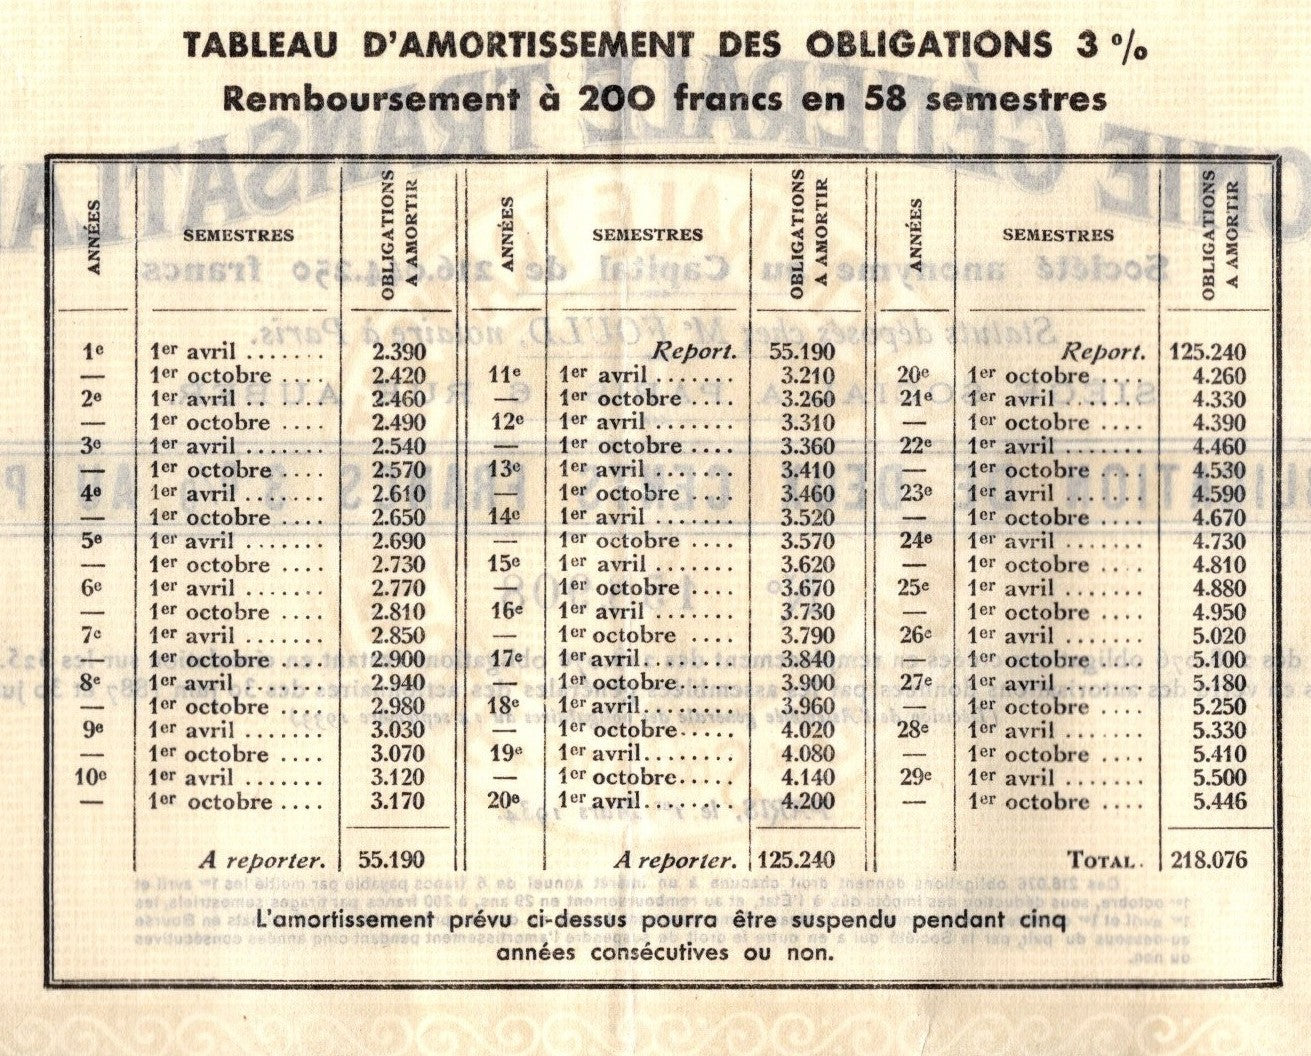 TABLEAU D'AMORTISSEMENT DES OBLIGATIONS 3 %
Remboursement à 200 francs en 58 semestres
ANNÉES SEMESTRES OBLIGATIONS A AMORTIR
1e 1er avril ....... 2.390
— 1er octobre .... 2.420
2e 1er avril ....... 2.460
— 1er octobre .... 2.490
3e 1er avril ....... 2.540
— 1er octobre .... 2.570
4e 1er avril ....... 2.610
— 1er octobre .... 2.650
5e 1er avril ....... 2.690
— 1er octobre .... 2.730
6e 1er avril ....... 2.770
— 1er octobre .... 2.810
7e 1er avril ....... 2.850
— 1er octobre .... 2.900
8e 1er avril ....... 2.940
— 1er octobre .... 2.980
9e 1er avril ....... 3.030
— 1er octobre .... 3.070
10e 1er avril ....... 3.120
— 1er octobre .... 3.170
A reporter. 55.190
ANNÉES SEMESTRES OBLIGATIONS A AMORTIR
Report. 55.190
11e 1er avril ....... 3.210
— 1er octobre .... 3.260
12e 1er avril ....... 3.310
— 1er octobre .... 3.360
13e 1er avril ....... 3.410
— 1er octobre .... 3.460
14e 1er avril ....... 3.520
— 1er octobre .... 3.570
15e 1er avril ....... 3.620
— 1er octobre .... 3.670
16e 1er avril ....... 3.730
— 1er octobre .... 3.790
17e 1er avril ....... 3.840
— 1er octobre .... 3.900
18e 1er avril ....... 3.960
— 1er octobre..... 4.020
19e 1er avril ....... 4.080
— 1er octobre..... 4.140
20e 1er avril ....... 4.200
A reporter. 125.240
ANNÉES SEMESTRES OBLIGATIONS A AMORTIR
Report. 125.240
20e 1er octobre .... 4.260
21e 1er avril ....... 4.330
— 1er octobre .... 4.390
22e 1er avril ....... 4.460
— 1er octobre .... 4.530
23e 1er avril ....... 4.590
— 1er octobre .... 4.670
24e 1er avril ....... 4.730
— 1er octobre .... 4.810
25e 1er avril ....... 4.880
— 1er octobre .... 4.950
26e 1er avril ....... 5.020
— 1er octobre .... 5.100
27e 1er avril ....... 5.180
— 1er octobre .... 5.250
28e 1er avril ....... 5.330
— 1er octobre .... 5.410
29e 1er avril ....... 5.500
— 1er octobre .... 5.446
TOTAL. 218.076
L'amortissement prévu ci-dessus pourra être suspendu pendant cinq
années consécutives ou non.